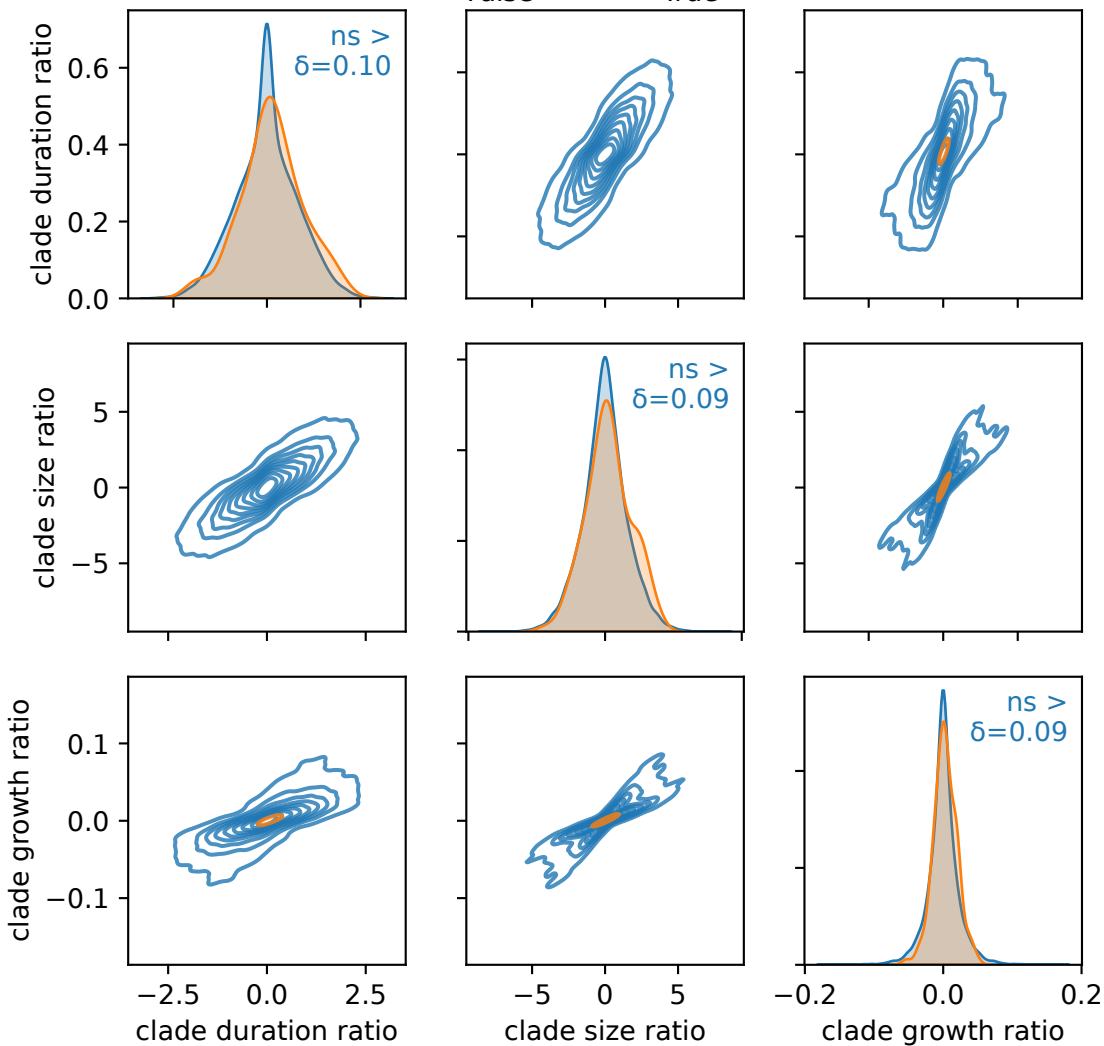 clade duration ratio
0.6
0.4
0.2
0.0
ns >
δ=0.10
clade size ratio
5
0
−5
ns >
δ=0.09
clade growth ratio
0.1
0.0
−0.1
ns >
δ=0.09
−2.5 0.0 2.5
−5 0 5
−0.2 0.0 0.2
clade duration ratio
clade size ratio
clade growth ratio